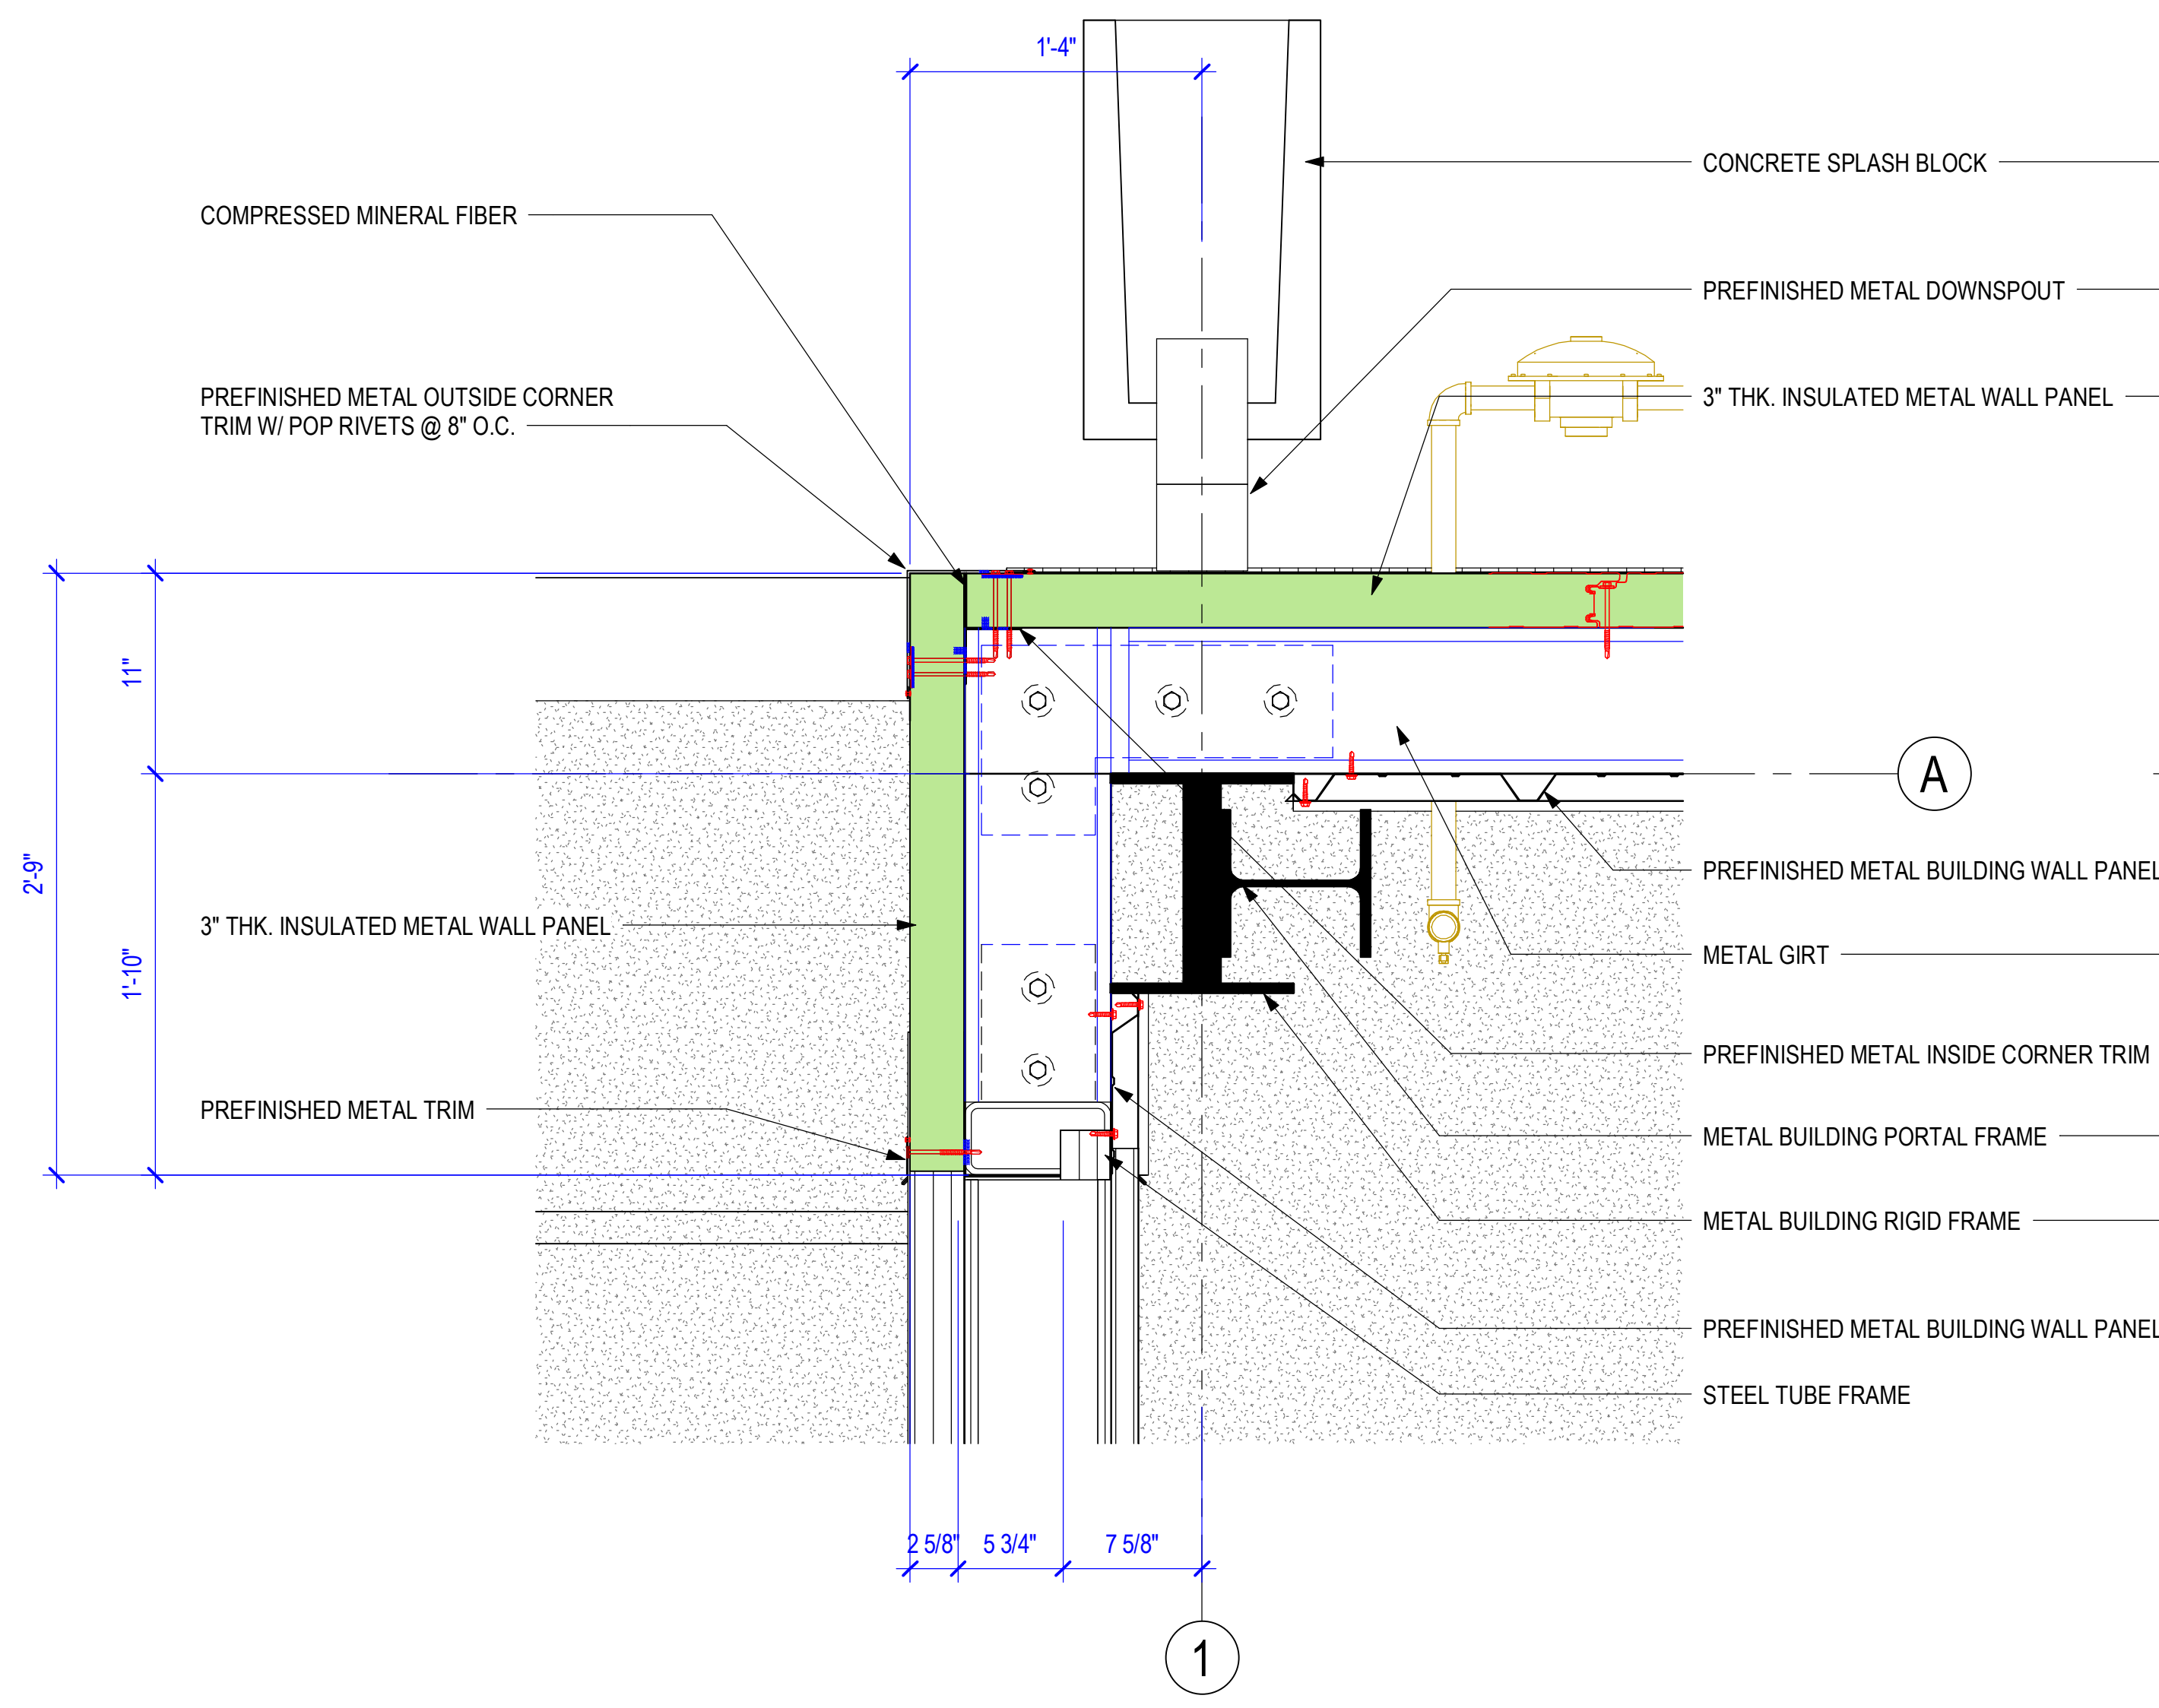 1'-4"
CONCRETE SPLASH BLOCK
COMPRESSED MINERAL FIBER
PREFINISHED METAL DOWNSPOUT
PREFINISHED METAL OUTSIDE CORNER
TRIM W/ POP RIVETS @ 8" O.C.
3" THK. INSULATED METAL WALL PANEL
11"
A
2'-9"
PREFINISHED METAL BUILDING WALL PANEL
3" THK. INSULATED METAL WALL PANEL
1'-10"
METAL GIRT
PREFINISHED METAL INSIDE CORNER TRIM
PREFINISHED METAL TRIM
METAL BUILDING PORTAL FRAME
METAL BUILDING RIGID FRAME
PREFINISHED METAL BUILDING WALL PANEL
STEEL TUBE FRAME
2 5/8"
5 3/4"
7 5/8"
1